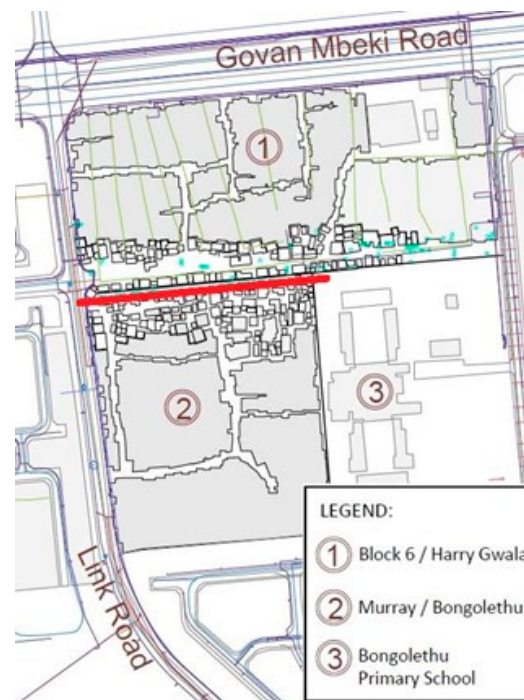 Govan Mbeki Road
1
2
3
Link Road
LEGEND:
1 Block 6 / Harry Gwala
2 Murray / Bongolethu
3 Bongolethu
Primary School